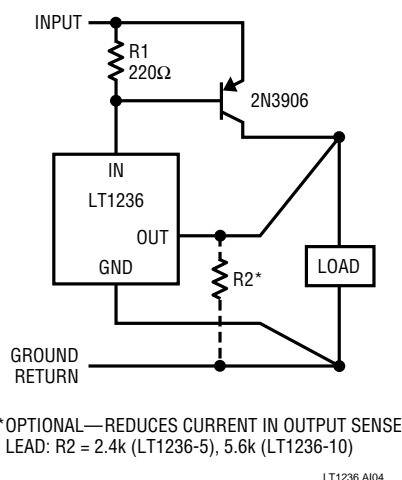 INPUT
R1
220Ω
2N3906
IN
LT1236
OUT
GND
R2*
LOAD
GROUND
RETURN
*OPTIONAL—REDUCES CURRENT IN OUTPUT SENSE
LEAD: R2 = 2.4k (LT1236-5), 5.6k (LT1236-10)
LT1236 AI04